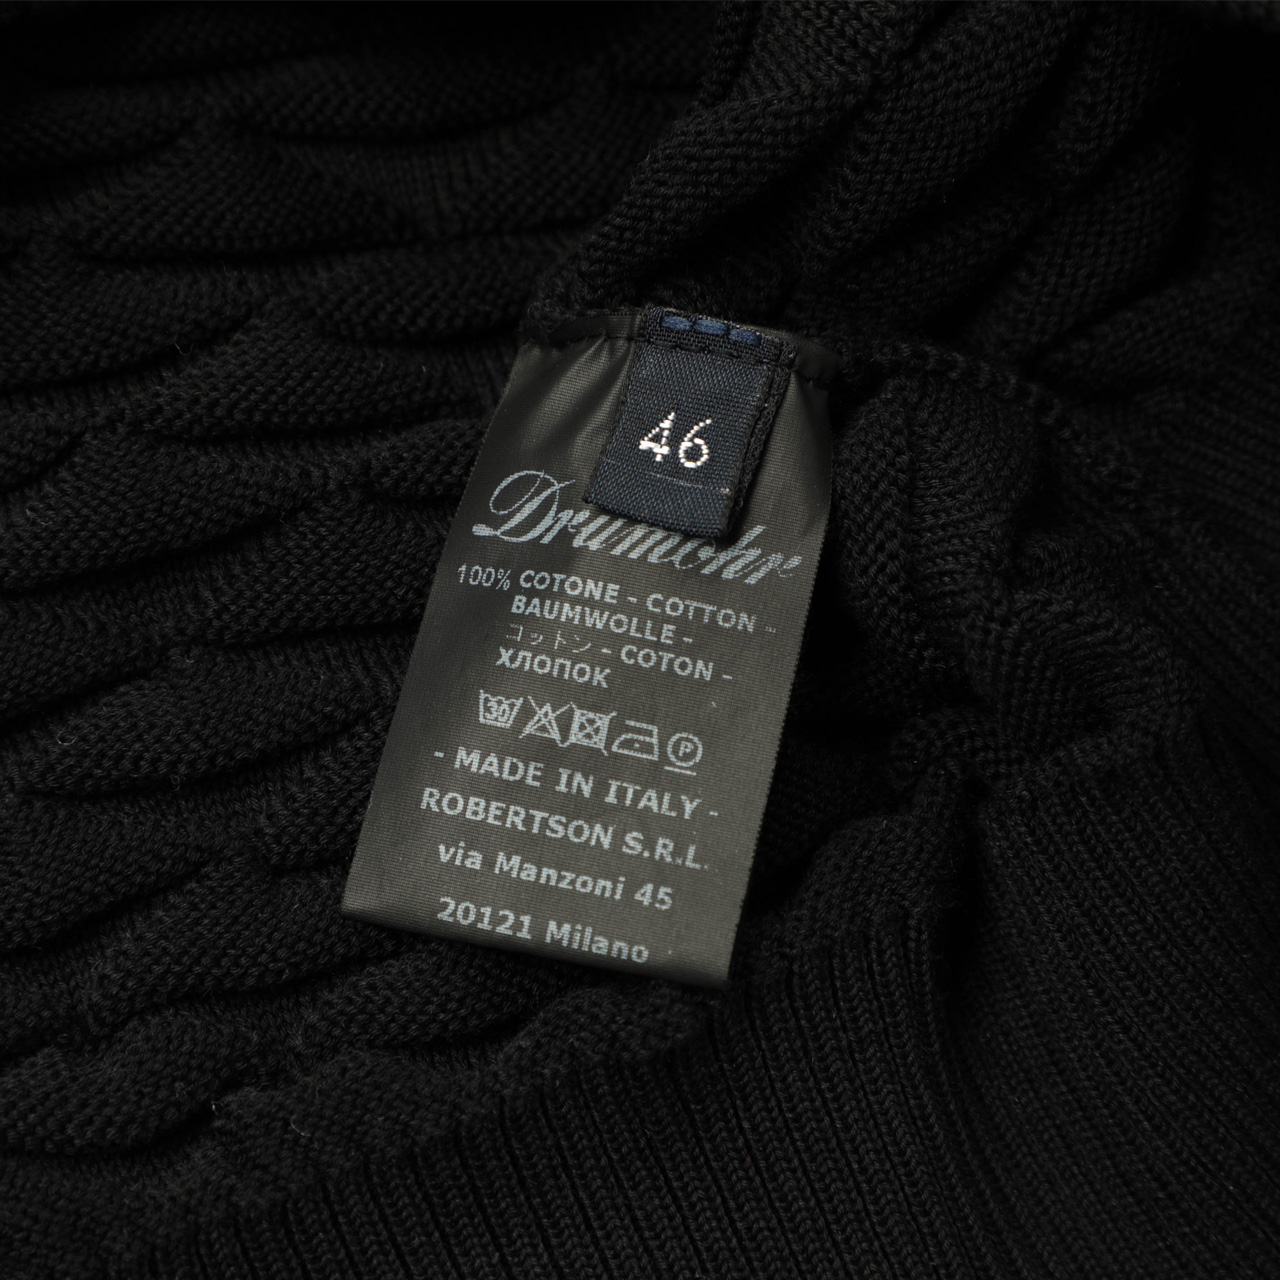 46
Drumohr
100% COTONE - COTTON -
BAUMWOLLE -
コットン - COTON -
ХЛОПОК
30
P
- MADE IN ITALY -
ROBERTSON S.R.L.
via Manzoni 45
20121 Milano